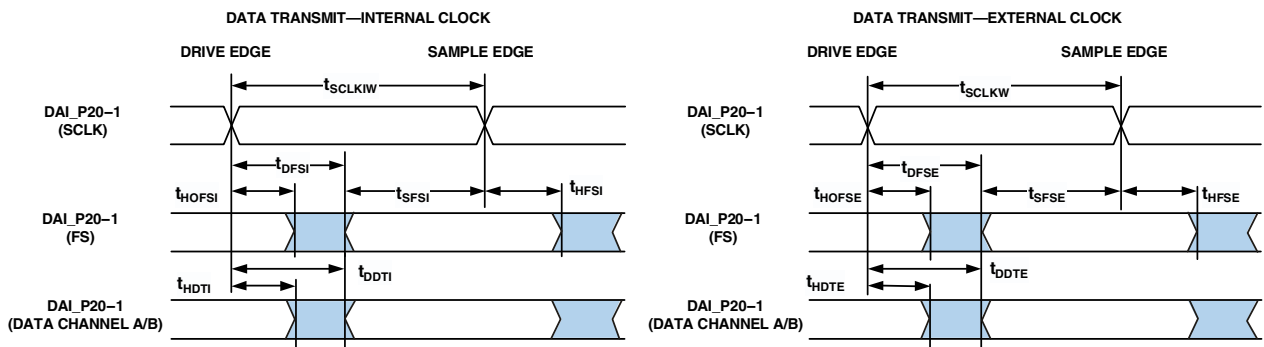 DATA TRANSMIT—INTERNAL CLOCK
DRIVE EDGE
SAMPLE EDGE
tSCLKIW
DAI_P20–1
(SCLK)
tDFSI
tHOFSI
tSFSI
tHFSI
DAI_P20–1
(FS)
tDDTI
tHDTI
DAI_P20–1
(DATA CHANNEL A/B)
DATA TRANSMIT—EXTERNAL CLOCK
DRIVE EDGE
SAMPLE EDGE
tSCLKW
DAI_P20–1
(SCLK)
tDFSE
tHOFSE
tSFSE
tHFSE
DAI_P20–1
(FS)
tDDTE
tHDTE
DAI_P20–1
(DATA CHANNEL A/B)